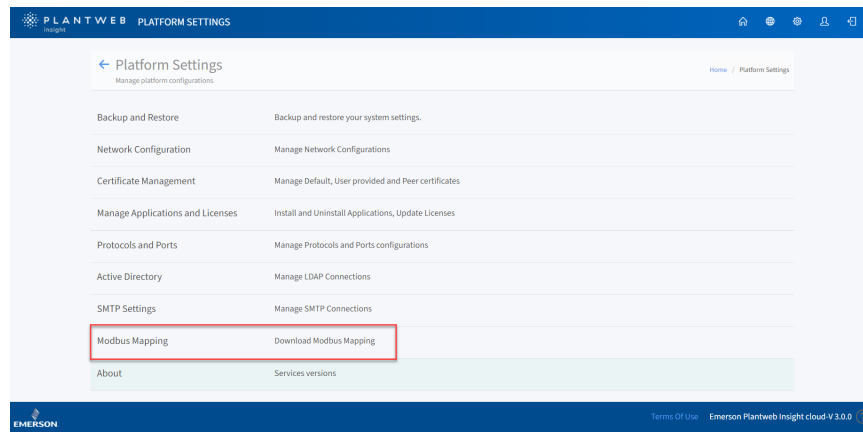 PLANTWEB PLATFORM SETTINGS
Insight
Platform Settings
Manage platform configurations
Home / Platform Settings
Backup and Restore Backup and restore your system settings.
Network Configuration Manage Network Configurations
Certificate Management Manage Default, User provided and Peer certificates
Manage Applications and Licenses Install and Uninstall Applications, Update Licenses
Protocols and Ports Manage Protocols and Ports configurations
Active Directory Manage LDAP Connections
SMTP Settings Manage SMTP Connections
Modbus Mapping Download Modbus Mapping
About Services versions
EMERSON Terms Of Use Emerson Plantweb Insight cloud-V 3.0.0